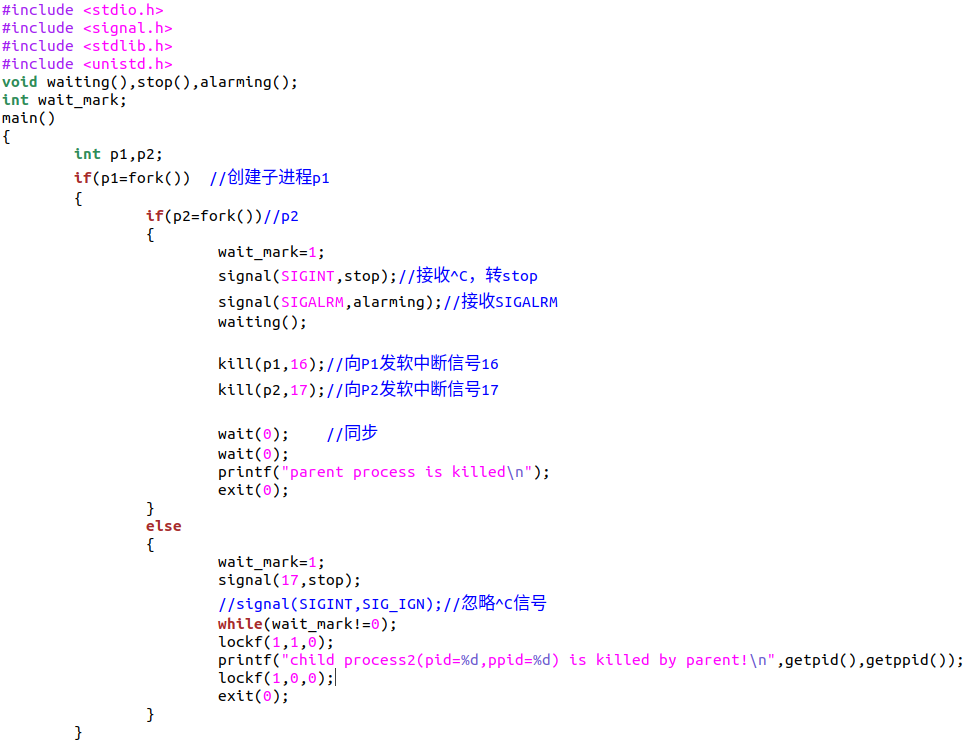 #include <stdio.h>
#include <signal.h>
#include <stdlib.h>
#include <unistd.h>
void waiting(),stop(),alarming();
int wait_mark;
main()
{
        int p1,p2;
        if(p1=fork())  //创建子进程p1
        {
                if(p2=fork())//p2
                {
                        wait_mark=1;
                        signal(SIGINT,stop);//接收^C，转stop
                        signal(SIGALRM,alarming);//接收SIGALRM
                        waiting();

                        kill(p1,16);//向P1发软中断信号16
                        kill(p2,17);//向P2发软中断信号17

                        wait(0);    //同步
                        wait(0);
                        printf("parent process is killed\n");
                        exit(0);
                }
                else
                {
                        wait_mark=1;
                        signal(17,stop);
                        //signal(SIGINT,SIG_IGN);//忽略^C信号
                        while(wait_mark!=0);
                        lockf(1,1,0);
                        printf("child process2(pid=%d,ppid=%d) is killed by parent!\n",getpid(),getppid());
                        lockf(1,0,0);
                        exit(0);
                }
        }